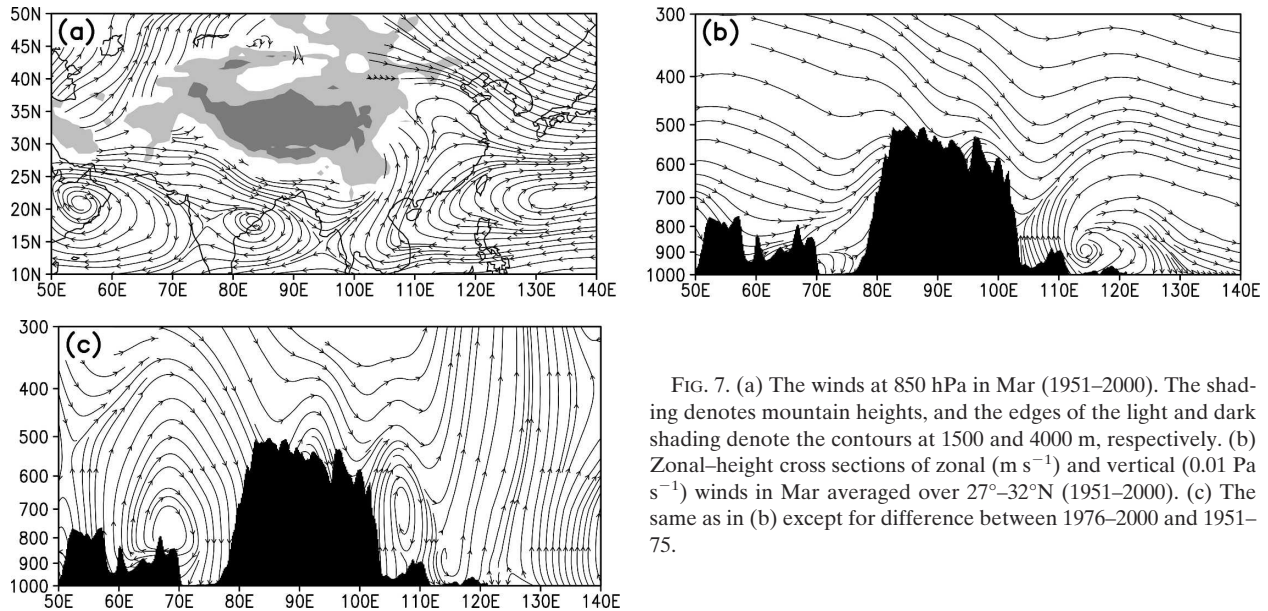 (a)
50N
45N
40N
35N
30N
25N
20N
15N
10N
50E 60E 70E 80E 90E 100E 110E 120E 130E 140E
(b)
300
400
500
600
700
800
900
1000
50E 60E 70E 80E 90E 100E 110E 120E 130E 140E
(c)
300
400
500
600
700
800
900
1000
50E 60E 70E 80E 90E 100E 110E 120E 130E 140E
FIG. 7. (a) The winds at 850 hPa in Mar (1951–2000). The shad-
ing denotes mountain heights, and the edges of the light and dark
shading denote the contours at 1500 and 4000 m, respectively. (b)
Zonal–height cross sections of zonal (m s⁻¹) and vertical (0.01 Pa
s⁻¹) winds in Mar averaged over 27°–32°N (1951–2000). (c) The
same as in (b) except for difference between 1976–2000 and 1951–
75.